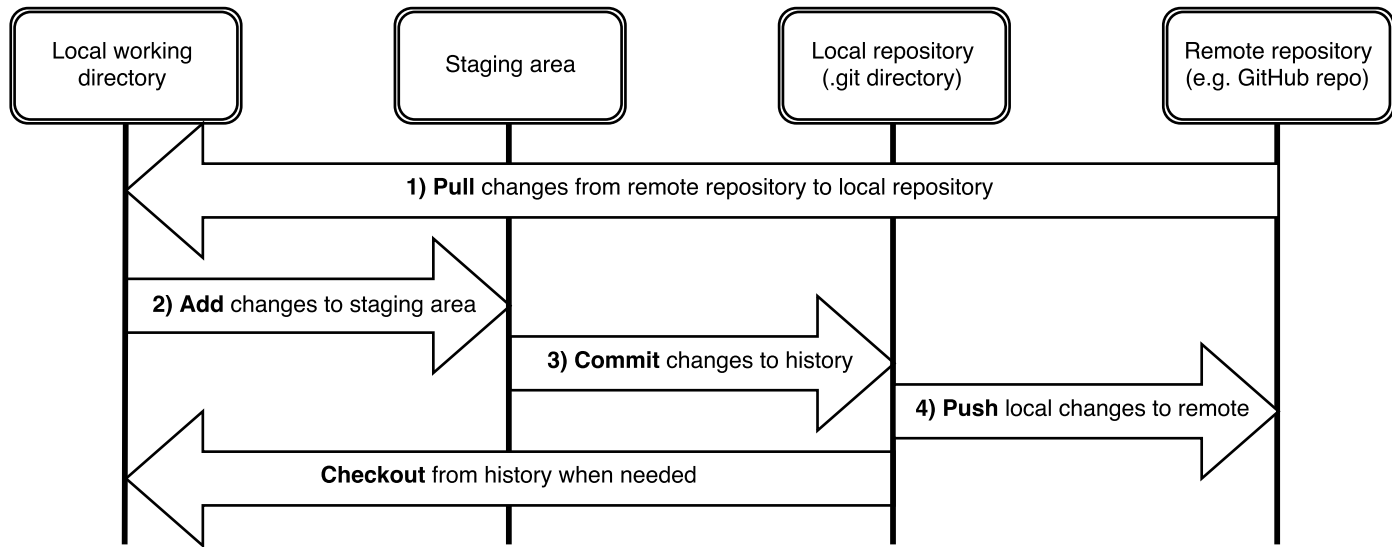 Local working
directory
Staging area
Local repository
(.git directory)
Remote repository
(e.g. GitHub repo)
1) Pull changes from remote repository to local repository
2) Add changes to staging area
3) Commit changes to history
4) Push local changes to remote
Checkout from history when needed